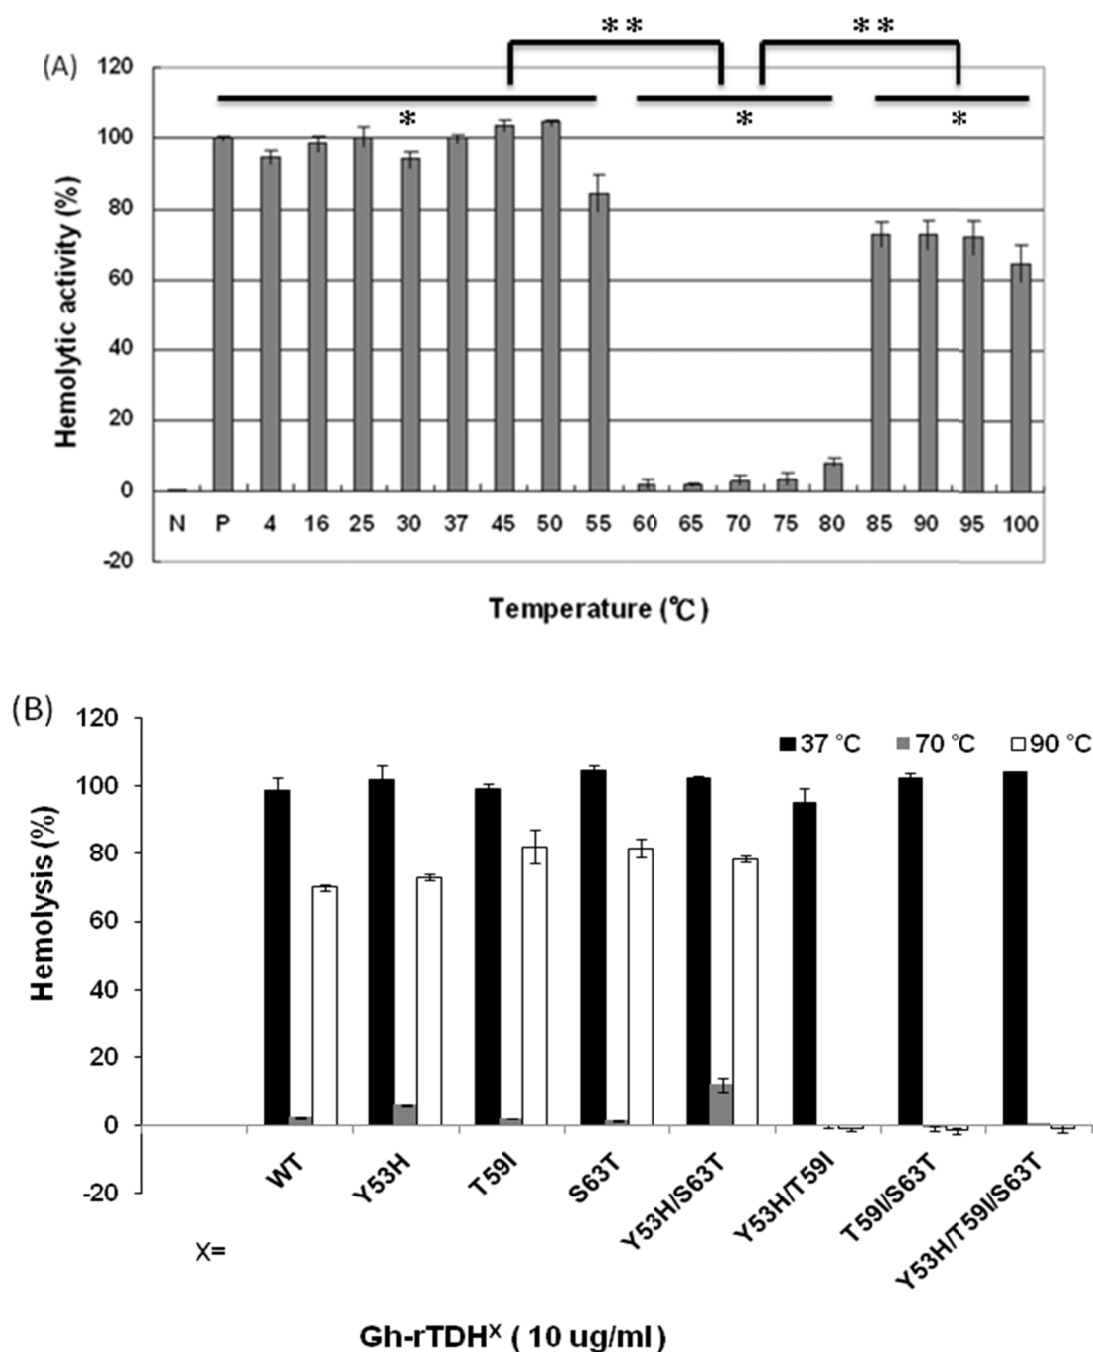 (A)
** **
* * *
120
100
80
60
40
20
0
-20
Hemolytic activity (%)
N P 4 16 25 30 37 45 50 55 60 65 70 75 80 85 90 95 100
Temperature (℃)
(B)
37 °C 70 °C 90 °C
120
100
80
60
40
20
0
-20
Hemolysis (%)
WT Y53H T59I S63T Y53H/S63T Y53H/T59I T59I/S63T Y53H/T59I/S63T
X=
Gh-rTDHˣ ( 10 ug/ml)